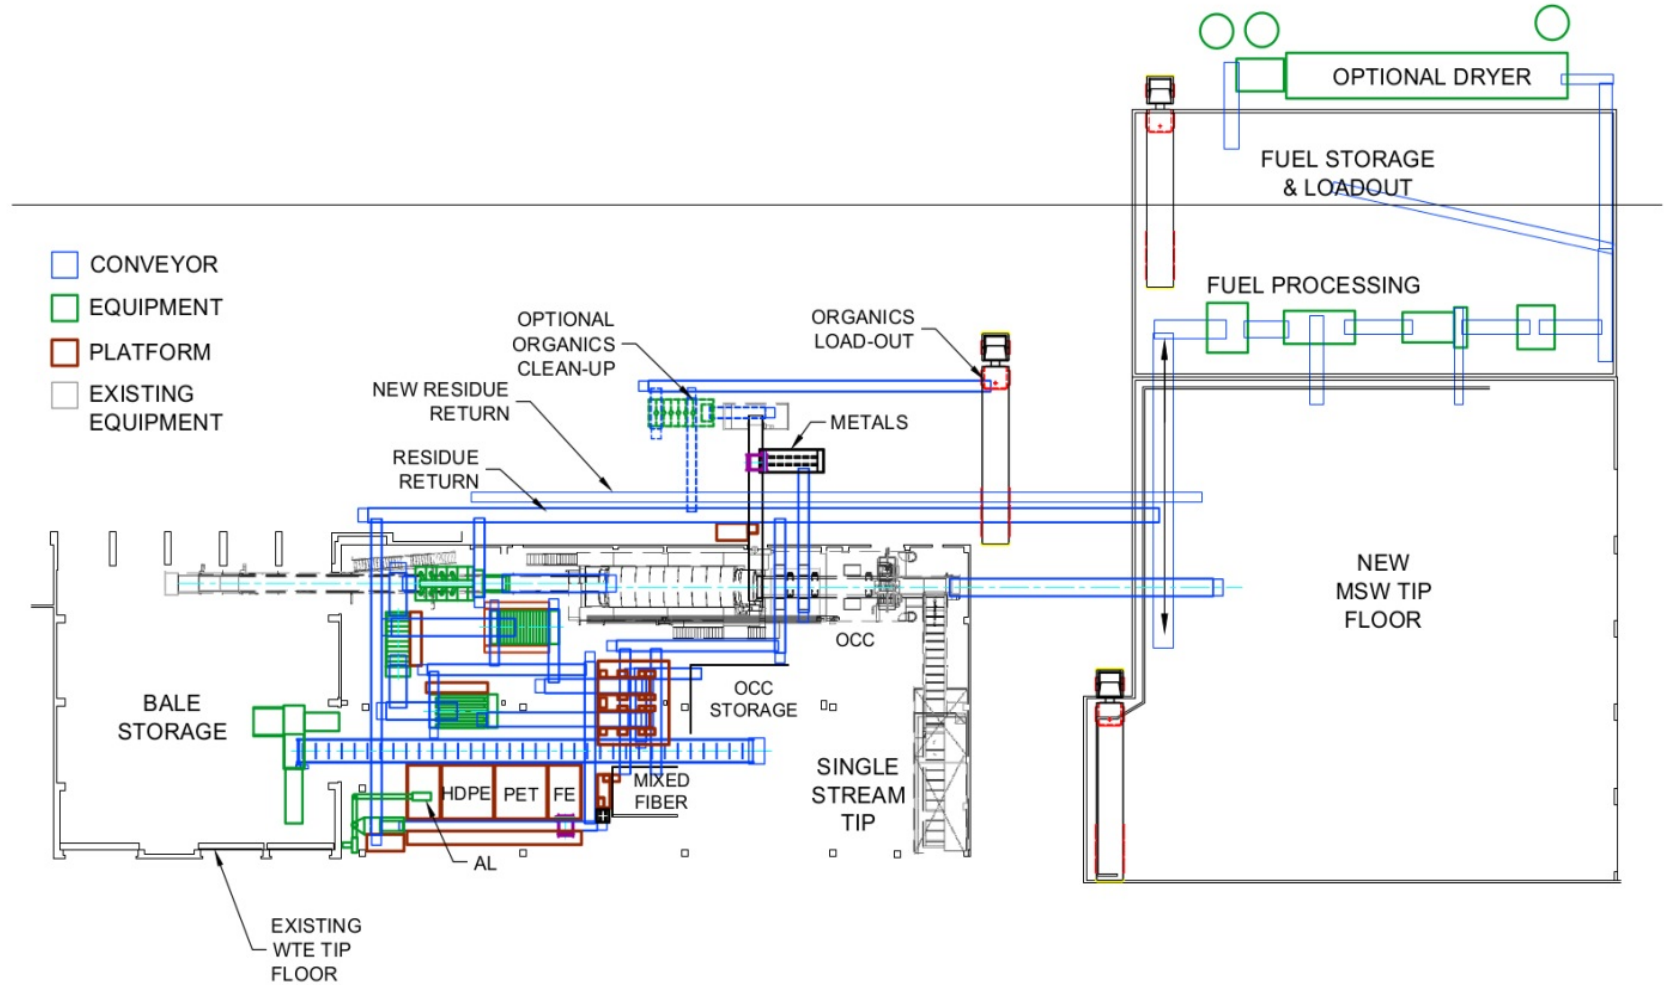 OPTIONAL DRYER
FUEL STORAGE
& LOADOUT
FUEL PROCESSING
CONVEYOR
EQUIPMENT
PLATFORM
EXISTING
EQUIPMENT
OPTIONAL
ORGANICS
CLEAN-UP
ORGANICS
LOAD-OUT
NEW RESIDUE
RETURN
METALS
RESIDUE
RETURN
NEW
MSW TIP
FLOOR
OCC
OCC
STORAGE
BALE
STORAGE
SINGLE
STREAM
TIP
HDPE
PET
FE
MIXED
FIBER
AL
EXISTING
WTE TIP
FLOOR